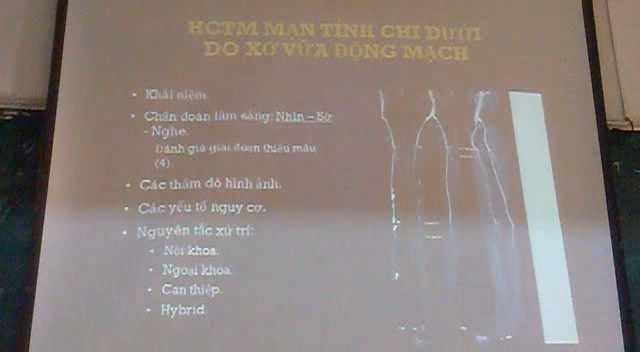 HCTM MẠN TÍNH CHI DƯỚI
DO XƠ VỮA ĐỘNG MẠCH
• Khái niệm.
• Chẩn đoán lâm sàng: Nhìn – Sờ
- Nghe.
Đánh giá giai đoạn thiếu máu
(4).
• Các thăm dò hình ảnh.
• Các yếu tố nguy cơ.
• Nguyên tắc xử trí:
• Nội khoa.
• Ngoại khoa.
• Can thiệp.
• Hybrid.